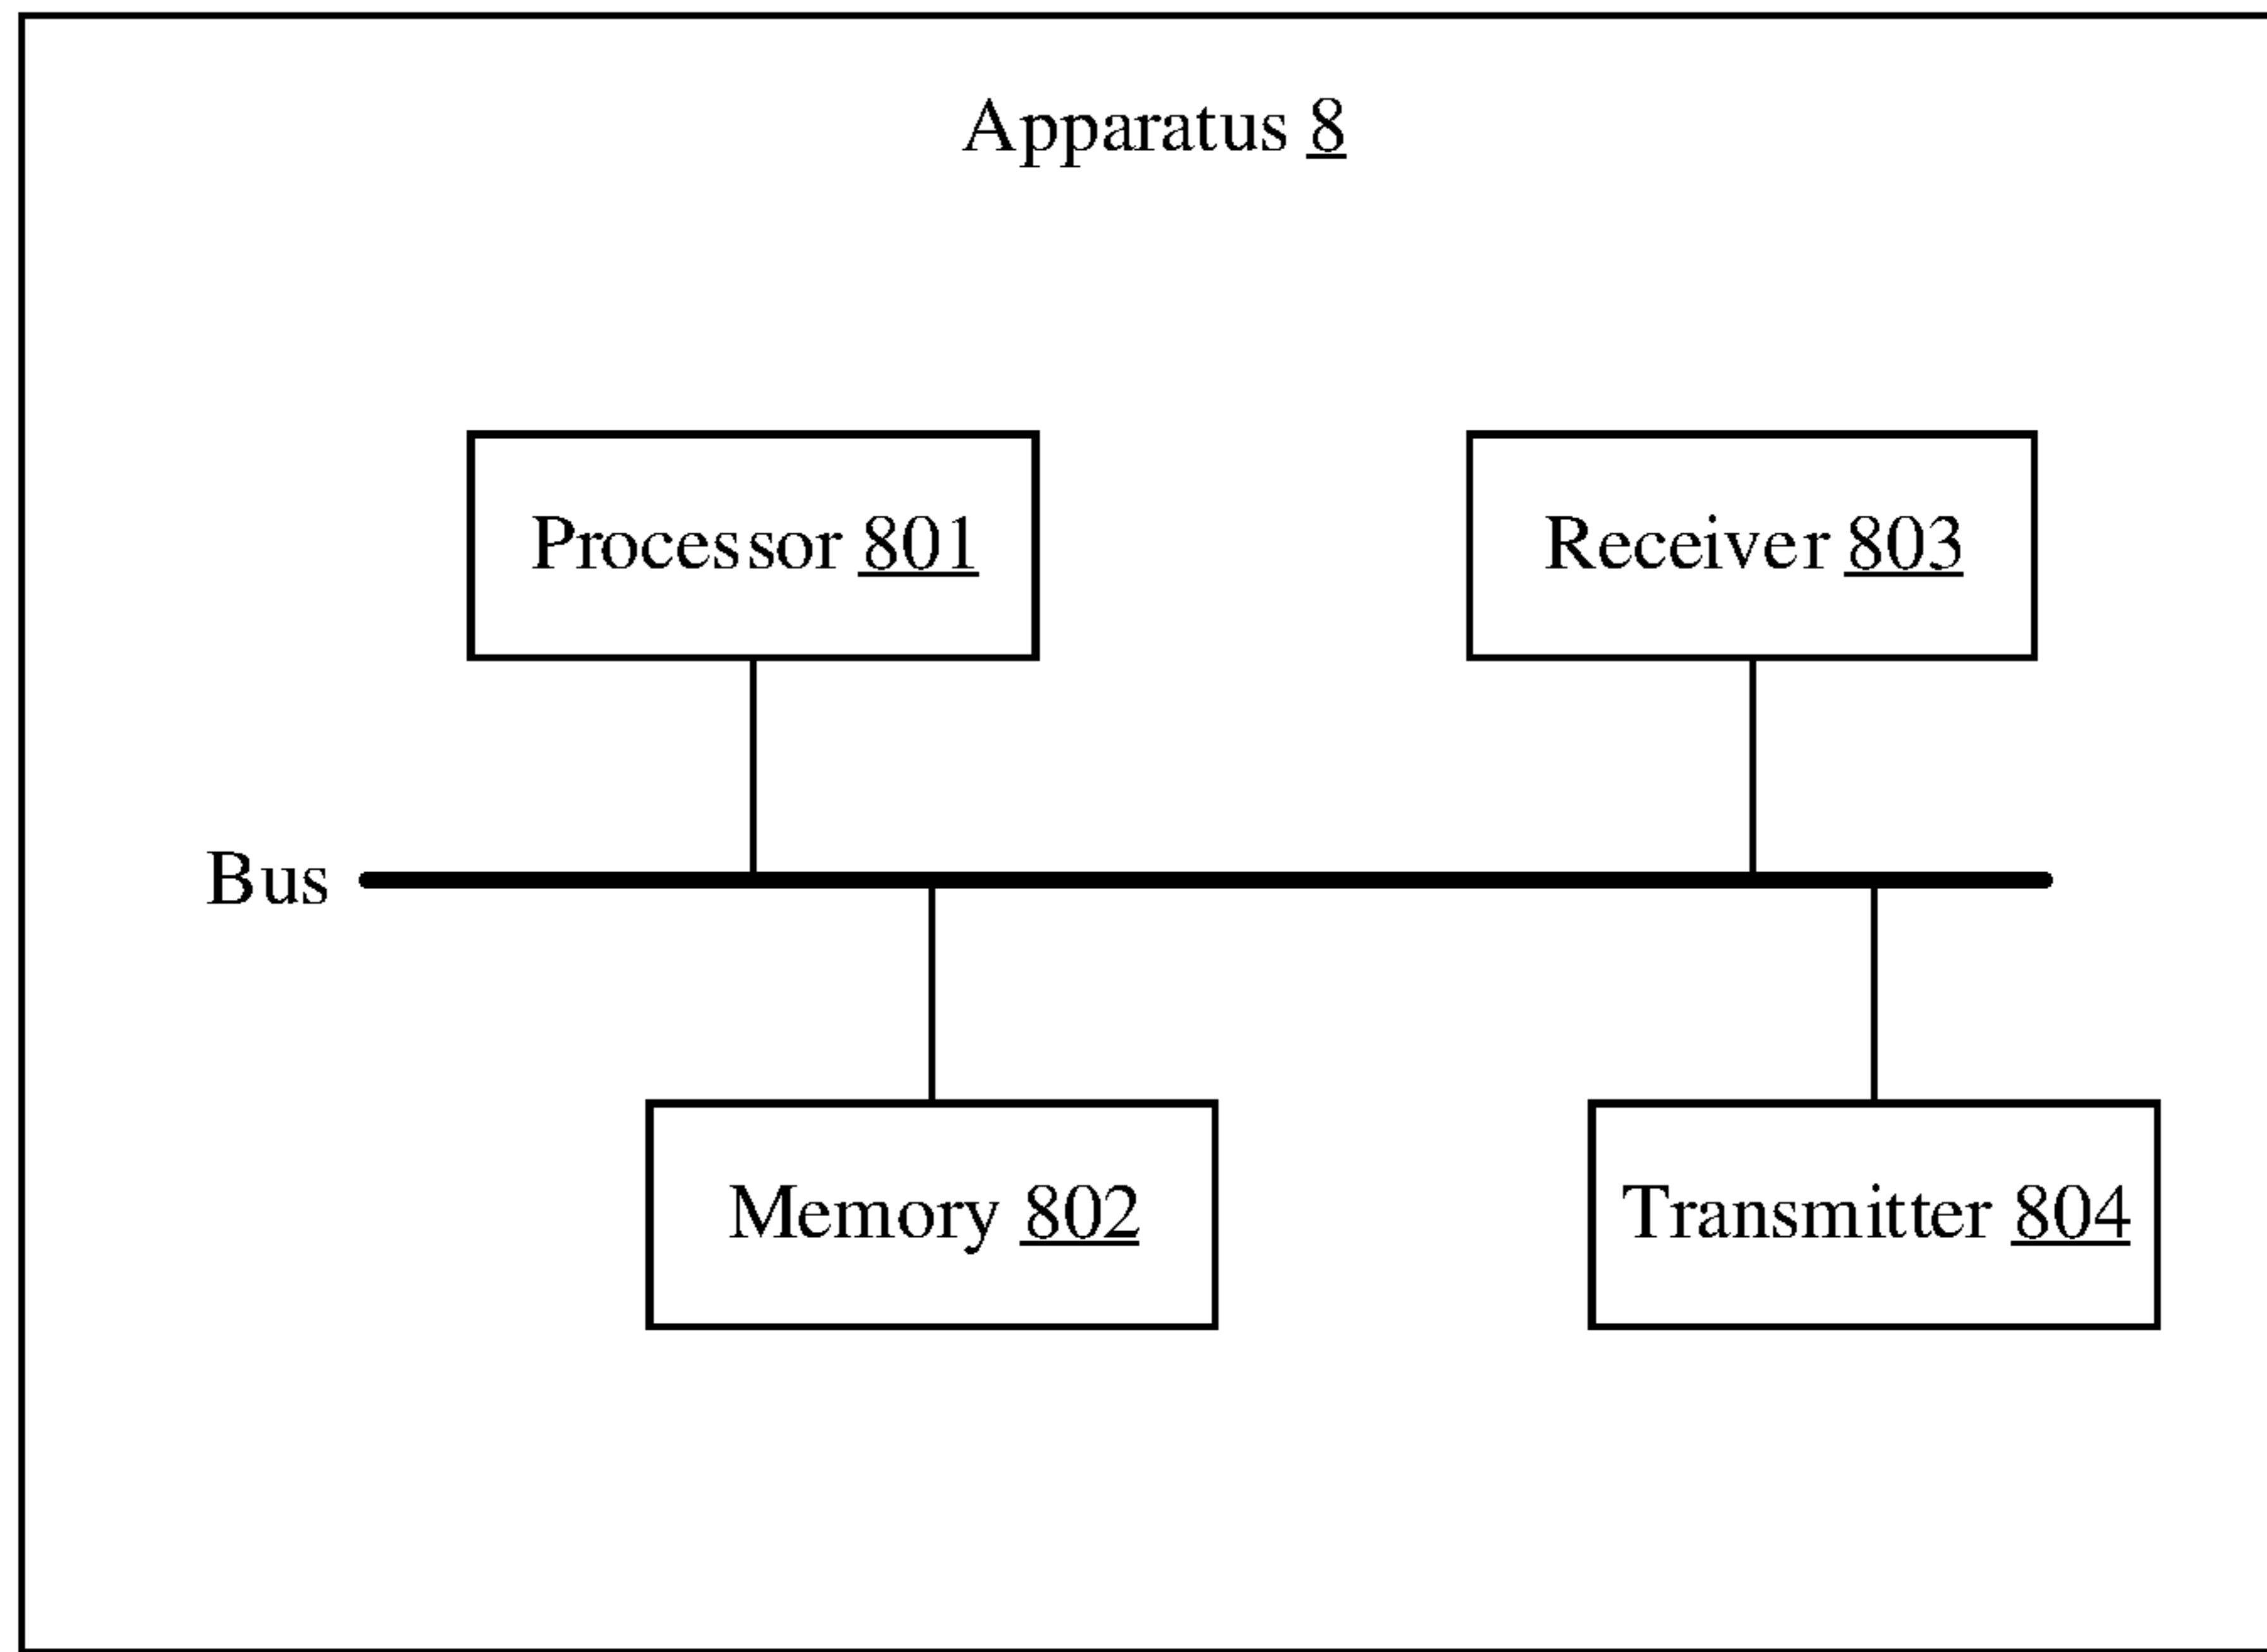 Apparatus 8
Processor 801
Receiver 803
Bus
Memory 802
Transmitter 804